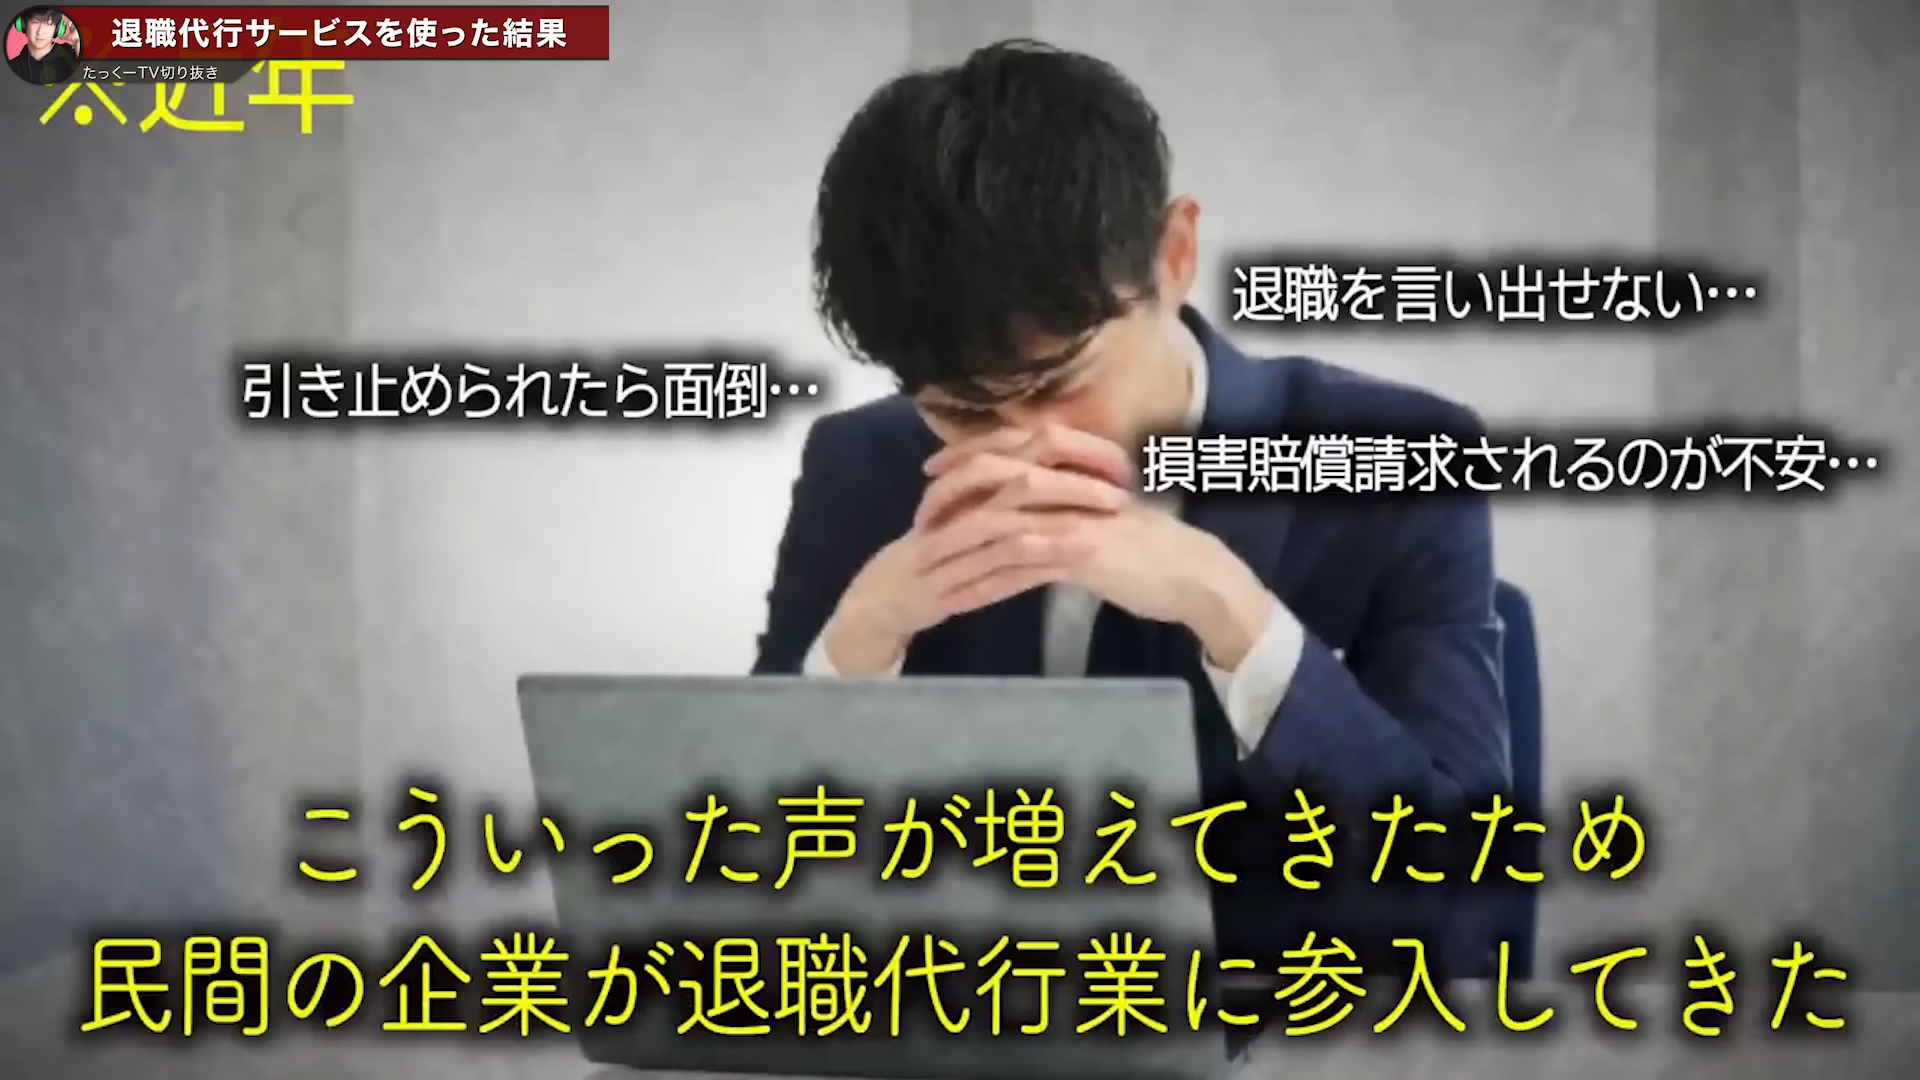 退職代行サービスを使った結果
たっくーTV切り抜き
※近年
退職を言い出せない…
引き止められたら面倒…
損害賠償請求されるのが不安…
こういった声が増えてきたため
民間の企業が退職代行業に参入してきた